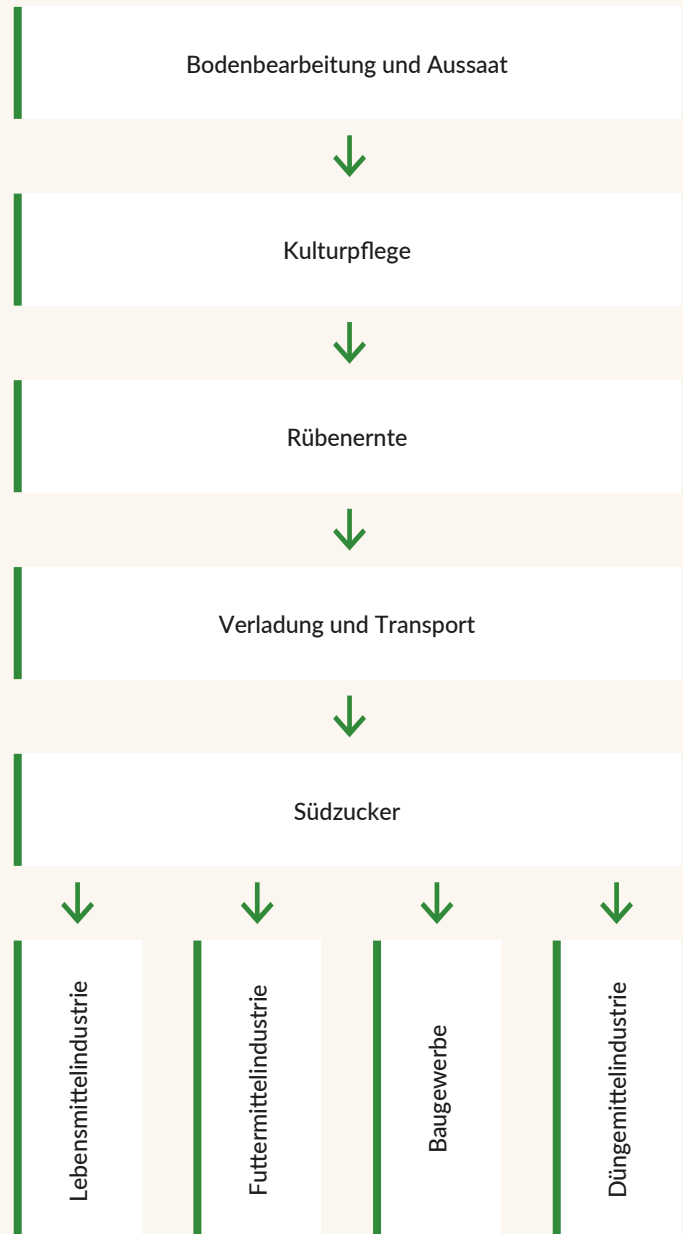 Bodenbearbeitung und Aussaat
Kulturpflege
Rübenernte
Verladung und Transport
Südzucker
Lebensmittelindustrie
Futtermittelindustrie
Baugewerbe
Düngemittelindustrie